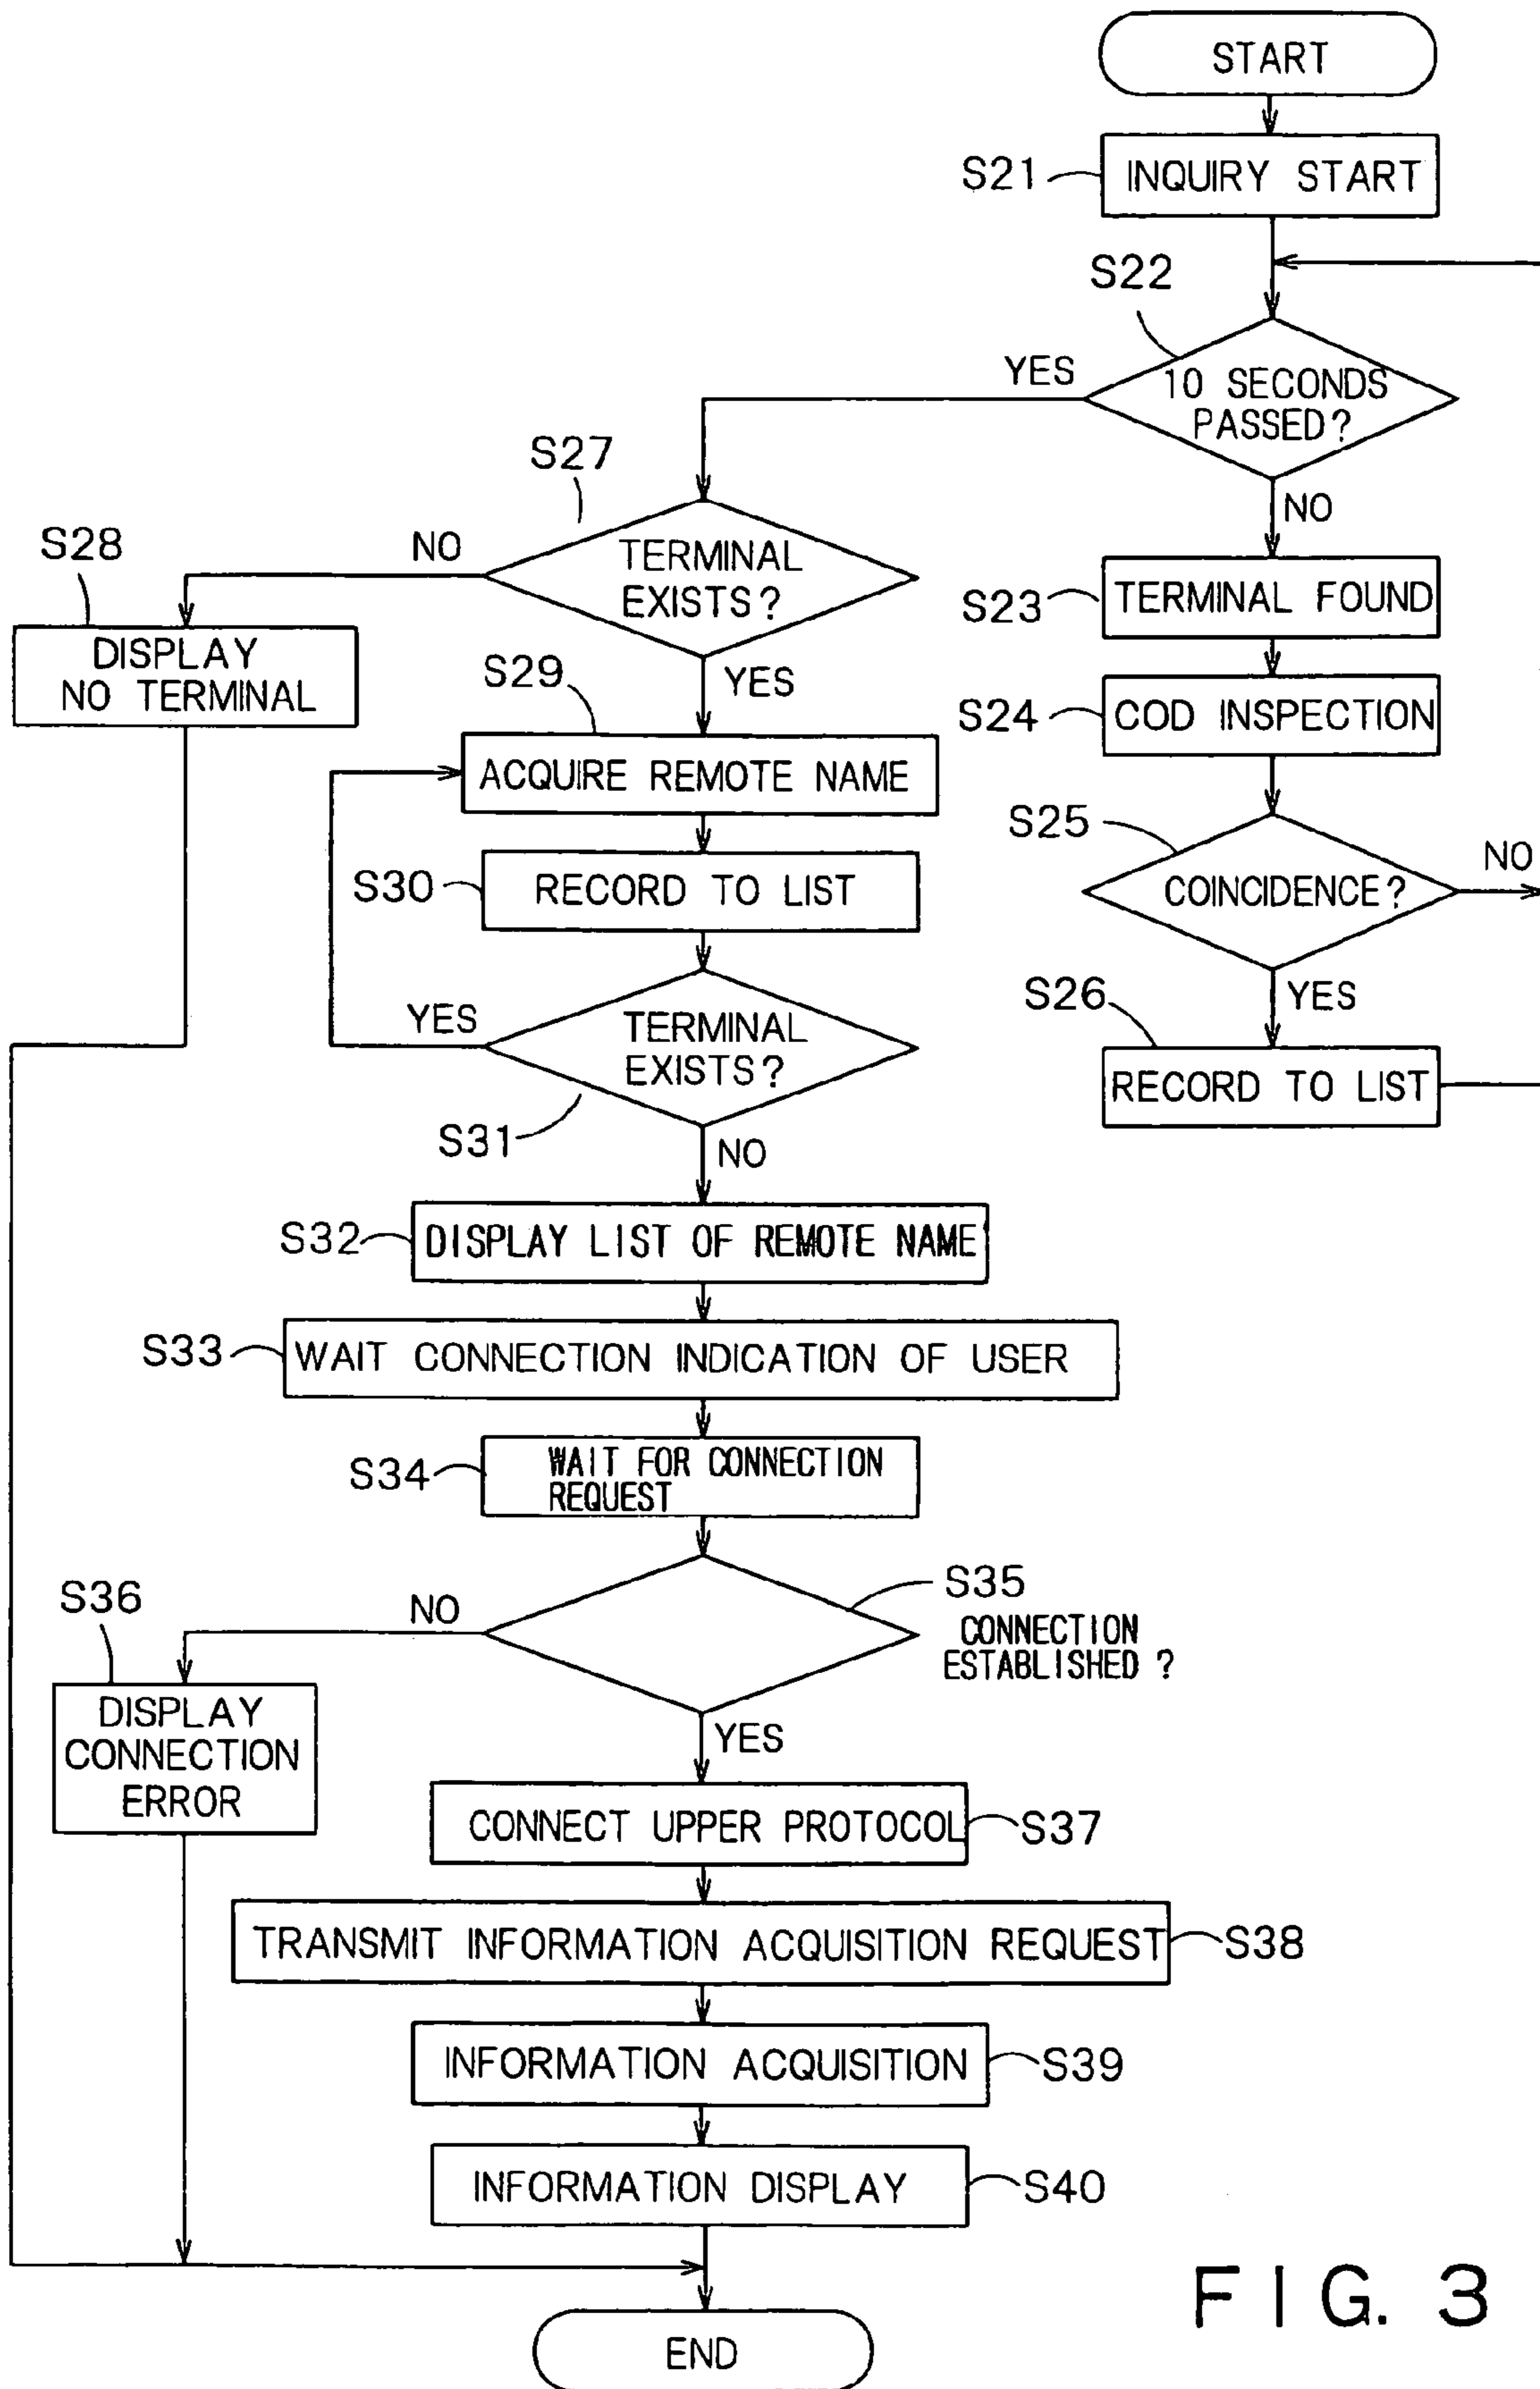 START
S21
INQUIRY START
S22
10 SECONDS
PASSED?
YES
NO
S23
TERMINAL FOUND
S24
COD INSPECTION
S25
COINCIDENCE?
NO
YES
S26
RECORD TO LIST
S27
TERMINAL
EXISTS?
NO
S28
DISPLAY
NO TERMINAL
YES
S29
ACQUIRE REMOTE NAME
S30
RECORD TO LIST
S31
TERMINAL
EXISTS?
YES
NO
S32
DISPLAY LIST OF REMOTE NAME
S33
WAIT CONNECTION INDICATION OF USER
S34
WAIT FOR CONNECTION
REQUEST
S35
CONNECTION
ESTABLISHED ?
NO
S36
DISPLAY
CONNECTION
ERROR
YES
CONNECT UPPER PROTOCOL
S37
TRANSMIT INFORMATION ACQUISITION REQUEST
S38
INFORMATION ACQUISITION
S39
INFORMATION DISPLAY
S40
END
FIG. 3